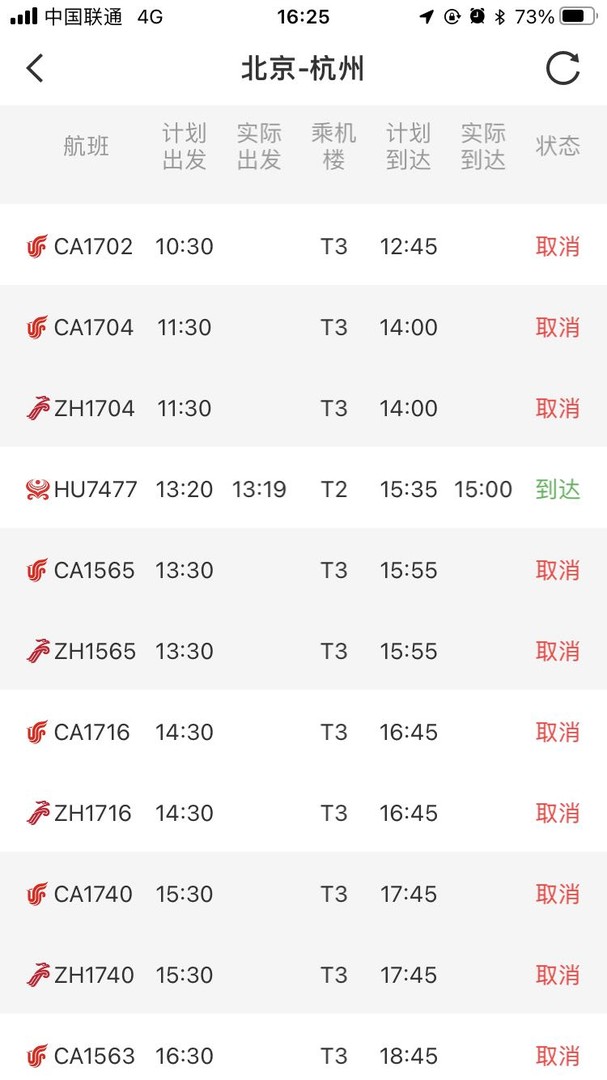 中国联通 4G 16:25 73%
北京-杭州
航班 计划出发 实际出发 乘机楼 计划到达 实际到达 状态
CA1702 10:30 T3 12:45 取消
CA1704 11:30 T3 14:00 取消
ZH1704 11:30 T3 14:00 取消
HU7477 13:20 13:19 T2 15:35 15:00 到达
CA1565 13:30 T3 15:55 取消
ZH1565 13:30 T3 15:55 取消
CA1716 14:30 T3 16:45 取消
ZH1716 14:30 T3 16:45 取消
CA1740 15:30 T3 17:45 取消
ZH1740 15:30 T3 17:45 取消
CA1563 16:30 T3 18:45 取消